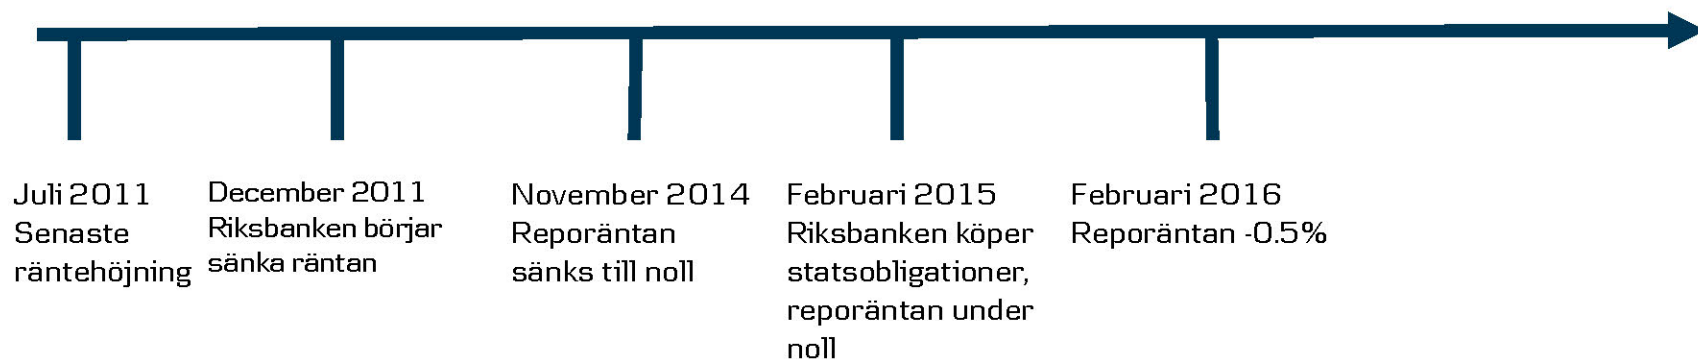 Juli 2011
Senaste
räntehöjning
December 2011
Riksbanken börjar
sänka räntan
November 2014
Reporäntan
sänks till noll
Februari 2015
Riksbanken köper
statsobligationer,
reporäntan under
noll
Februari 2016
Reporäntan -0.5%